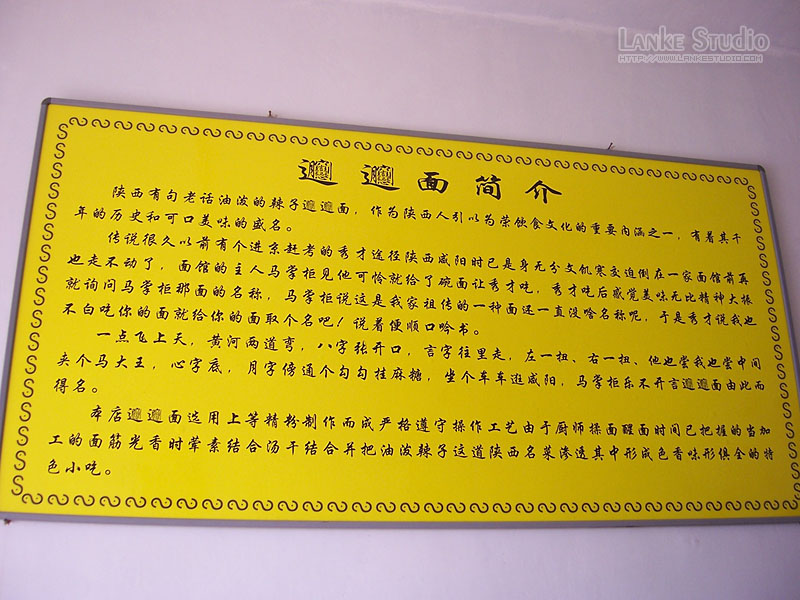 LANKE STUDIO
HTTP://WWW.LANKESTUDIO.COM
𰻞𰻞面简介
陕西有句老话油泼的辣子𰻞𰻞面，作为陕西人引以为荣饮食文化的重要内涵之一，有着其千
年的历史和可口美味的盛名。
传说很久以前有个进京赶考的秀才途径陕西咸阳时已是身无分文饥寒交迫倒在一家面馆前再
也走不动了，面馆的主人马掌拒见他可怜就给了碗面让秀才吃，秀才吃后感觉美味无比精神大振
就询问马掌拒那面的名称，马掌拒说这是我家祖传的一种面还一直没啥名称呢，于是秀才说我也
不白吃你的面就给你的面取个名吧！说着便顺口吟书。
一点飞上天，黄河两道弯，八字张开口，言字往里走，左一扭、右一扭、他也尝我也尝中间
夹个马大王，心字底，月字傍通个勾勾挂麻糖，坐个车车逛咸阳，马掌拒乐不开言𰻞𰻞面由此而
得名。
本店𰻞𰻞面选用上等精粉制作而成严格遵守操作工艺由于厨师揉面醒面时间已把握的当加
工的面筋光香时荤素结合汤干结合并把油泼辣子这道陕西名菜渗透其中形成色香味形俱全的特
色小吃。